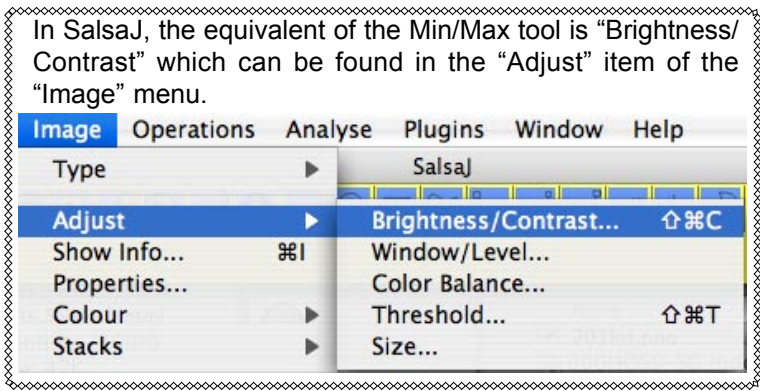 In SalsaJ, the equivalent of the Min/Max tool is “Brightness/
Contrast” which can be found in the “Adjust” item of the
“Image” menu.
Image Operations Analyse Plugins Window Help
SalsaJ
Type ▶
Adjust ▶
Show Info... ⌘I
Properties...
Colour ▶
Stacks ▶
Brightness/Contrast... ⇧⌘C
Window/Level...
Color Balance...
Threshold... ⇧⌘T
Size...